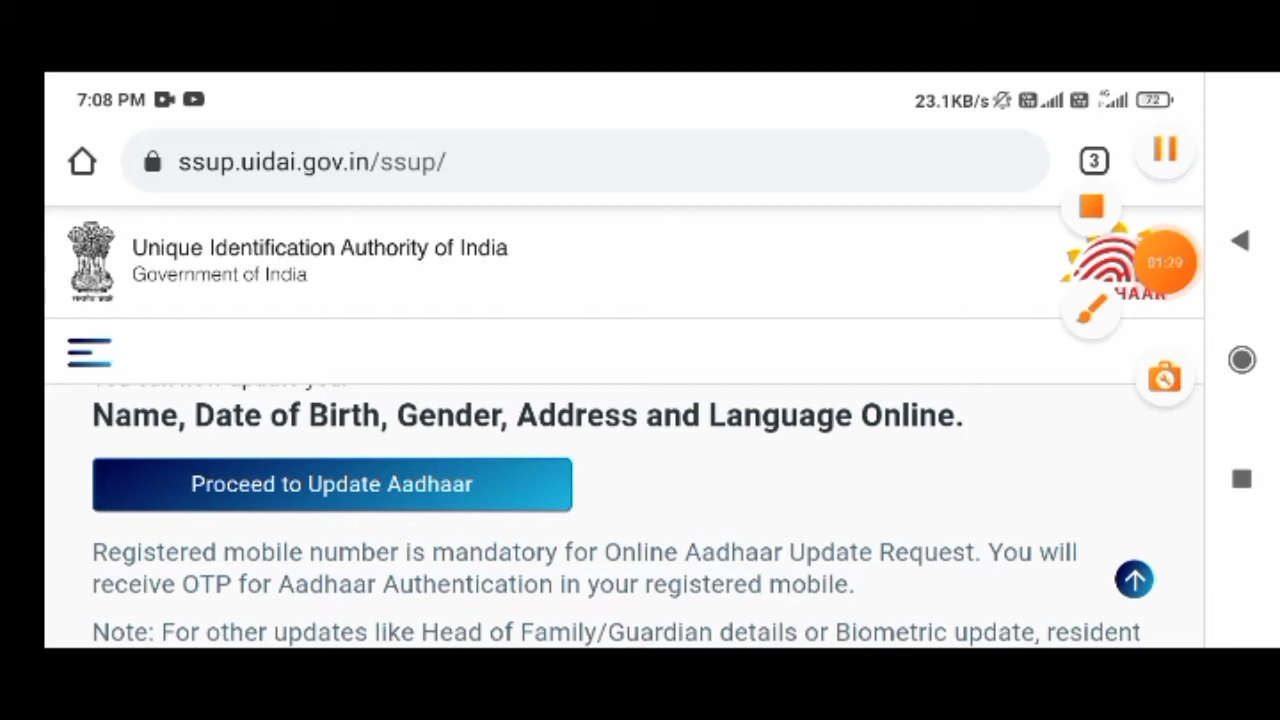 7:08 PM
23.1KB/s 4G 72
ssup.uidai.gov.in/ssup/
3
Unique Identification Authority of India
Government of India
01:29
HAAR
Name, Date of Birth, Gender, Address and Language Online.
Proceed to Update Aadhaar
Registered mobile number is mandatory for Online Aadhaar Update Request. You will
receive OTP for Aadhaar Authentication in your registered mobile.
Note: For other updates like Head of Family/Guardian details or Biometric update, resident